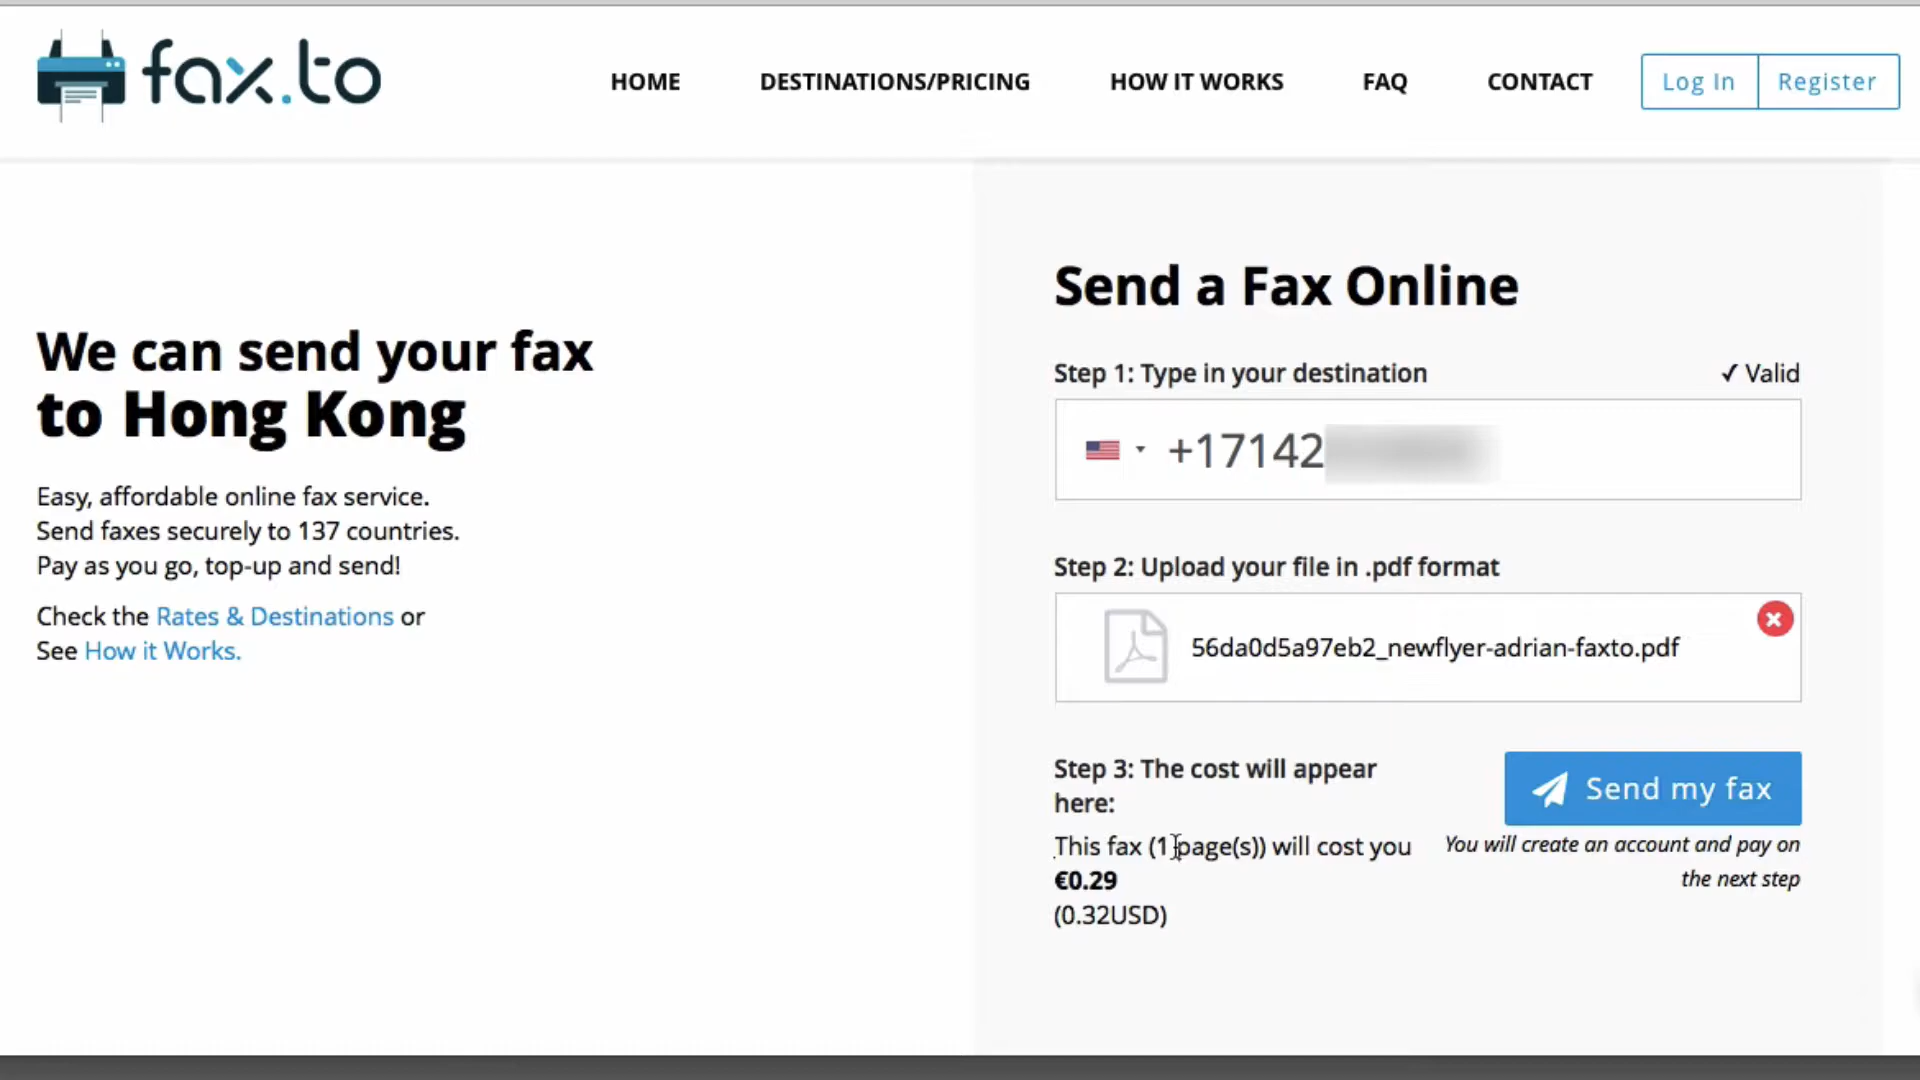 fax.to
HOME DESTINATIONS/PRICING HOW IT WORKS FAQ CONTACT Log In Register
We can send your fax
to Hong Kong
Easy, affordable online fax service.
Send faxes securely to 137 countries.
Pay as you go, top-up and send!
Check the Rates & Destinations or
See How it Works.
Send a Fax Online
Step 1: Type in your destination ✓ Valid
+17142
Step 2: Upload your file in .pdf format
56da0d5a97eb2_newflyer-adrian-faxto.pdf
Step 3: The cost will appear
here:
This fax (1 page(s)) will cost you
€0.29
(0.32USD)
Send my fax
You will create an account and pay on
the next step